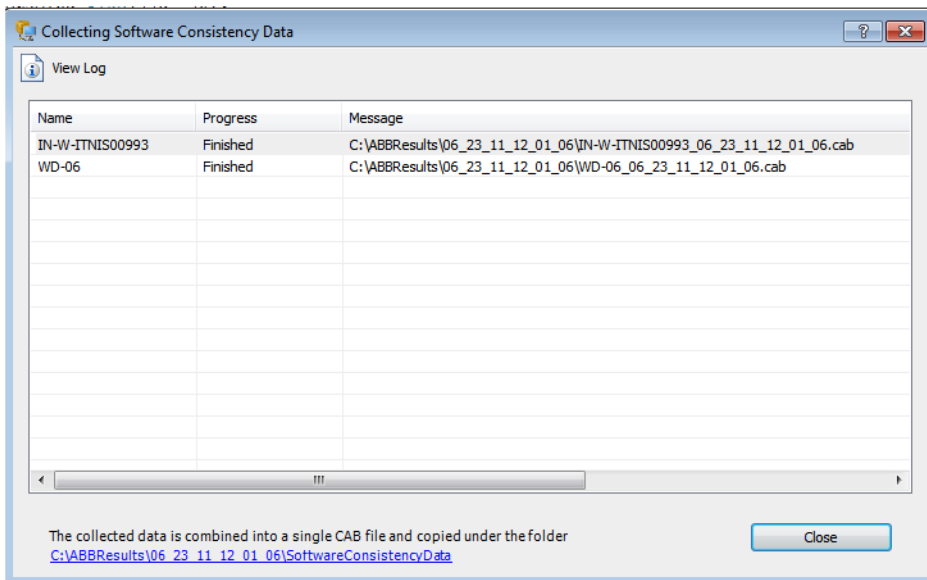 Collecting Software Consistency Data
View Log
Name Progress Message
IN-W-ITNIS00993 Finished C:\ABBResults\06_23_11_12_01_06\IN-W-ITNIS00993_06_23_11_12_01_06.cab
WD-06 Finished C:\ABBResults\06_23_11_12_01_06\WD-06_06_23_11_12_01_06.cab
The collected data is combined into a single CAB file and copied under the folder
C:\ABBResults\06_23_11_12_01_06\SoftwareConsistencyData
Close